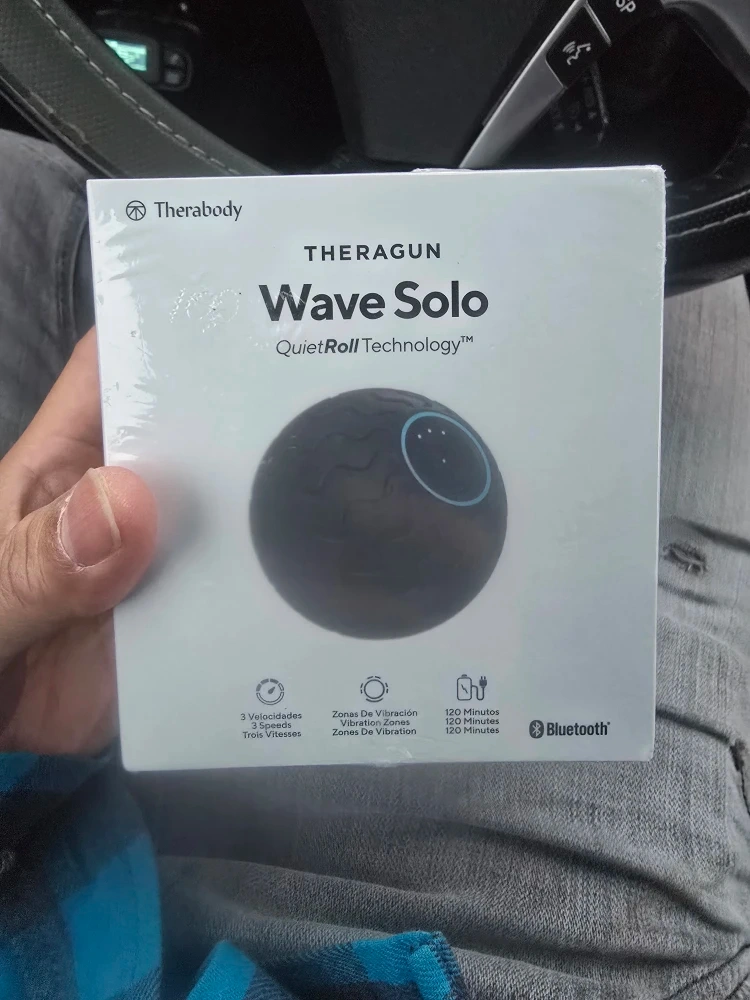 Therabody
THERAGUN
Wave Solo
QuietRoll Technology™
3 Velocidades
3 Speeds
Trois Vitesses
Zonas De Vibración
Vibration Zones
Zones De Vibration
120 Minutos
120 Minutes
120 Minutes
Bluetooth®